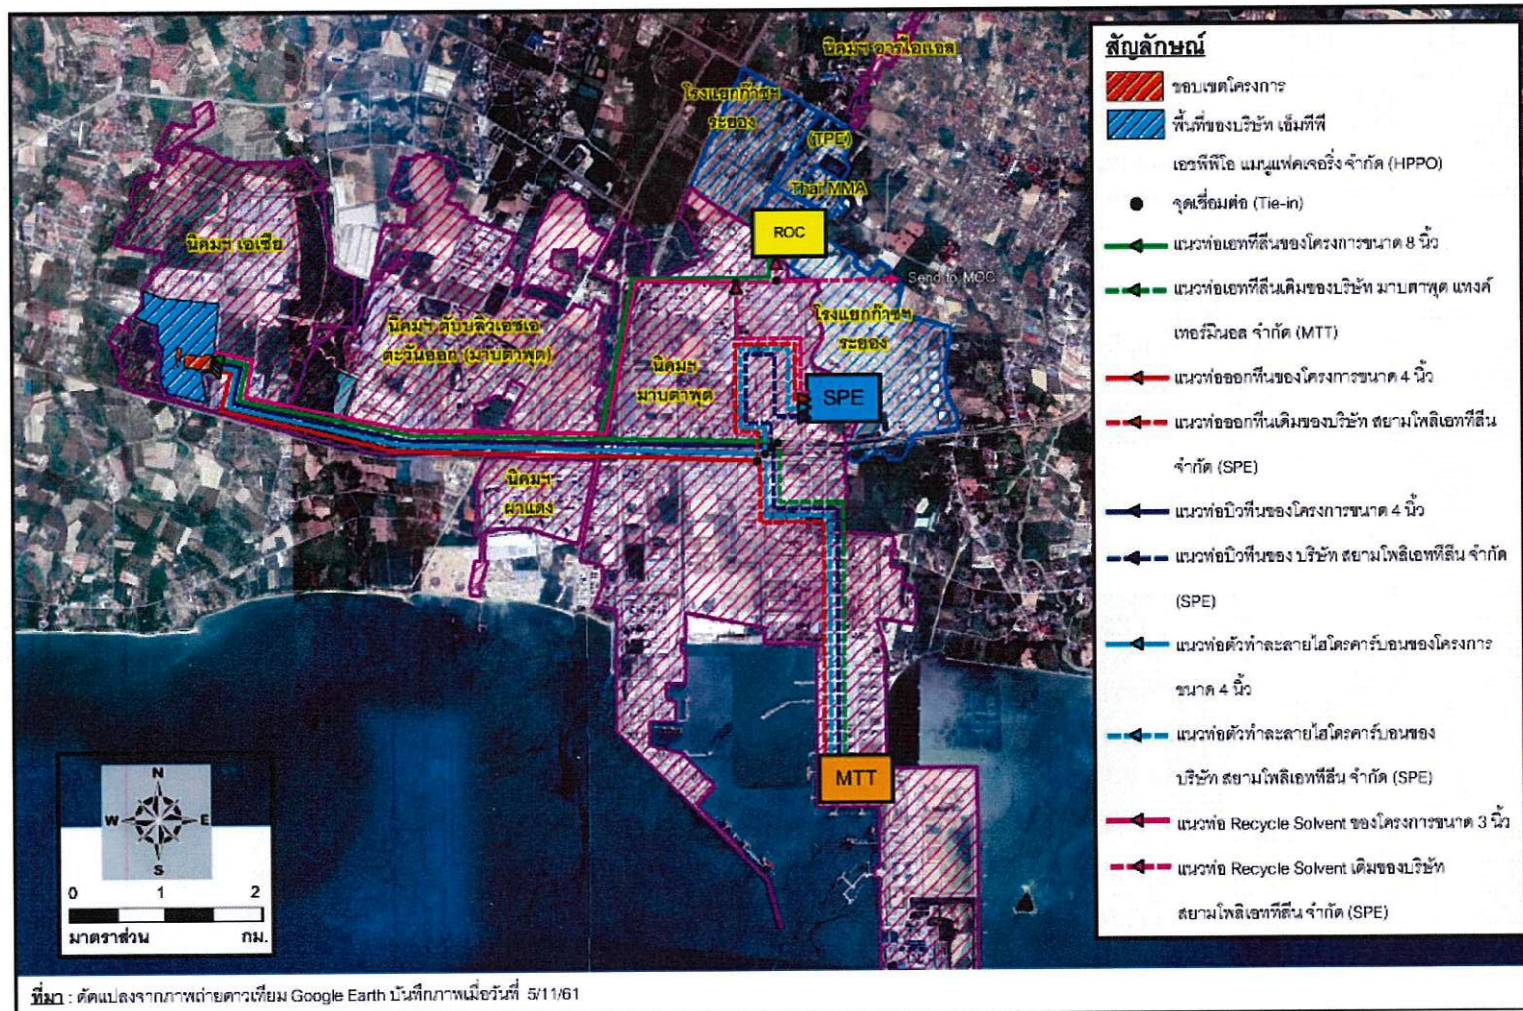 นิคมฯ อาร์ไอแอล
โรงแยกก๊าซฯ
ระยอง
(TPE)
Thai MMA
ROC
Send to MOC
นิคมฯ เอเซีย
นิคมฯ ดับบลิวเอชเอ
ตะวันออก (มาบตาพุด)
นิคมฯ
มาบตาพุด
โรงแยกก๊าซฯ
ระยอง
SPE
นิคมฯ
ผาแดง
MTT
N
W E
S
0 1 2
มาตราส่วน กม.
สัญลักษณ์
ขอบเขตโครงการ
พื้นที่ของบริษัท เอ็มทีพี
เอชพีพีโอ แมนูแฟคเจอริ่ง จำกัด (HPPO)
จุดเชื่อมต่อ (Tie-in)
แนวท่อเอททีลีนของโครงการขนาด 8 นิ้ว
แนวท่อเอททีลีนเดิมของบริษัท มาบตาพุด แทงค์
เทอร์มินอล จำกัด (MTT)
แนวท่อออกทีนของโครงการขนาด 4 นิ้ว
แนวท่อออกทีนเดิมของบริษัท สยามโพลิเอททีลีน
จำกัด (SPE)
แนวท่อบิวทีนของโครงการขนาด 4 นิ้ว
แนวท่อบิวทีนของ บริษัท สยามโพลิเอททีลีน จำกัด
(SPE)
แนวท่อตัวทำละลายไฮโดรคาร์บอนของโครงการ
ขนาด 4 นิ้ว
แนวท่อตัวทำละลายไฮโดรคาร์บอนของ
บริษัท สยามโพลิเอททีลีน จำกัด (SPE)
แนวท่อ Recycle Solvent ของโครงการขนาด 3 นิ้ว
แนวท่อ Recycle Solvent เดิมของบริษัท
สยามโพลิเอททีลีน จำกัด (SPE)
ที่มา : ดัดแปลงจากภาพถ่ายดาวเทียม Google Earth บันทึกภาพเมื่อวันที่ 5/11/61